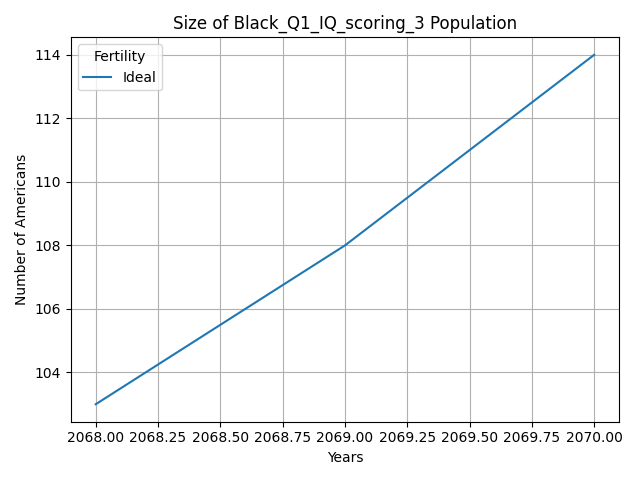 Size of Black_Q1_IQ_scoring_3 Population
Fertility
Ideal
Number of Americans
114
112
110
108
106
104
2068.00 2068.25 2068.50 2068.75 2069.00 2069.25 2069.50 2069.75 2070.00
Years